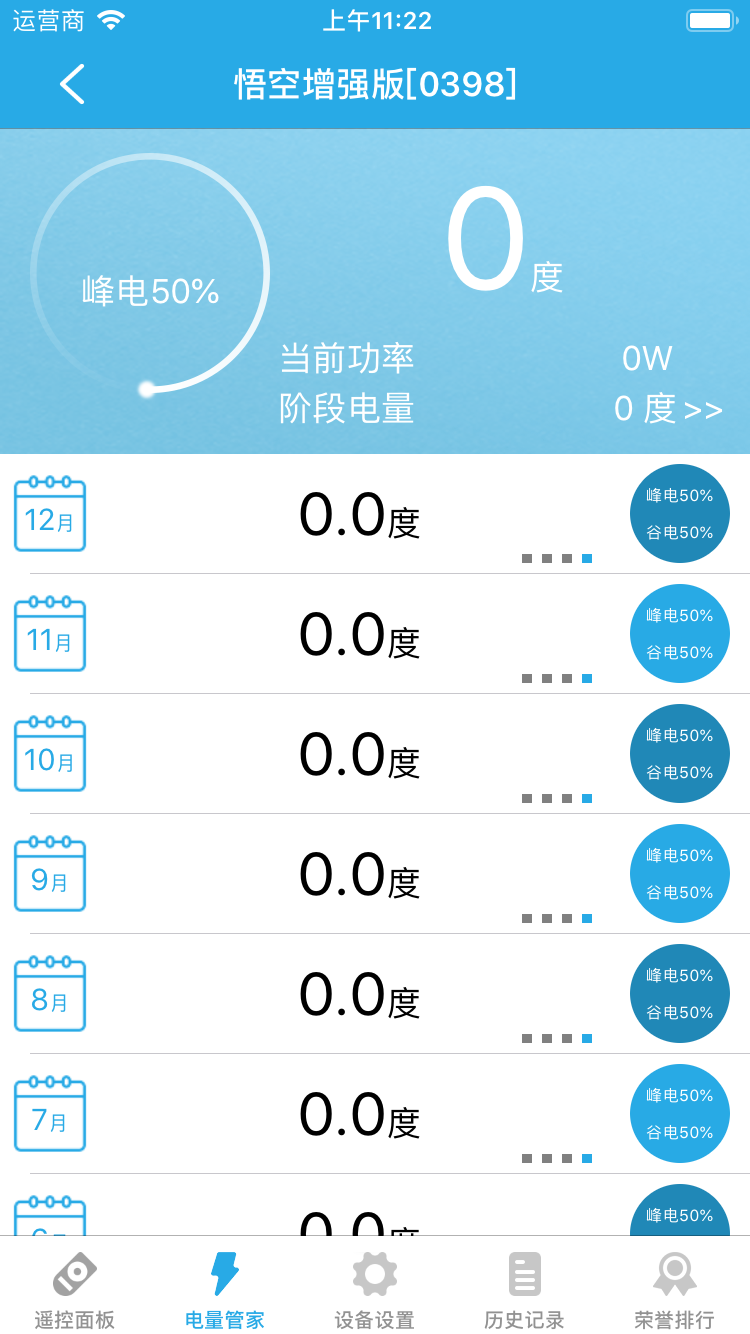 运营商 上午11:22
悟空增强版[0398]
峰电50%
0度
当前功率 0W
阶段电量 0 度 >>
12月 0.0度 峰电50%
谷电50%
11月 0.0度 峰电50%
谷电50%
10月 0.0度 峰电50%
谷电50%
9月 0.0度 峰电50%
谷电50%
8月 0.0度 峰电50%
谷电50%
7月 0.0度 峰电50%
谷电50%
0.0度 峰电50%
遥控面板 电量管家 设备设置 历史记录 荣誉排行